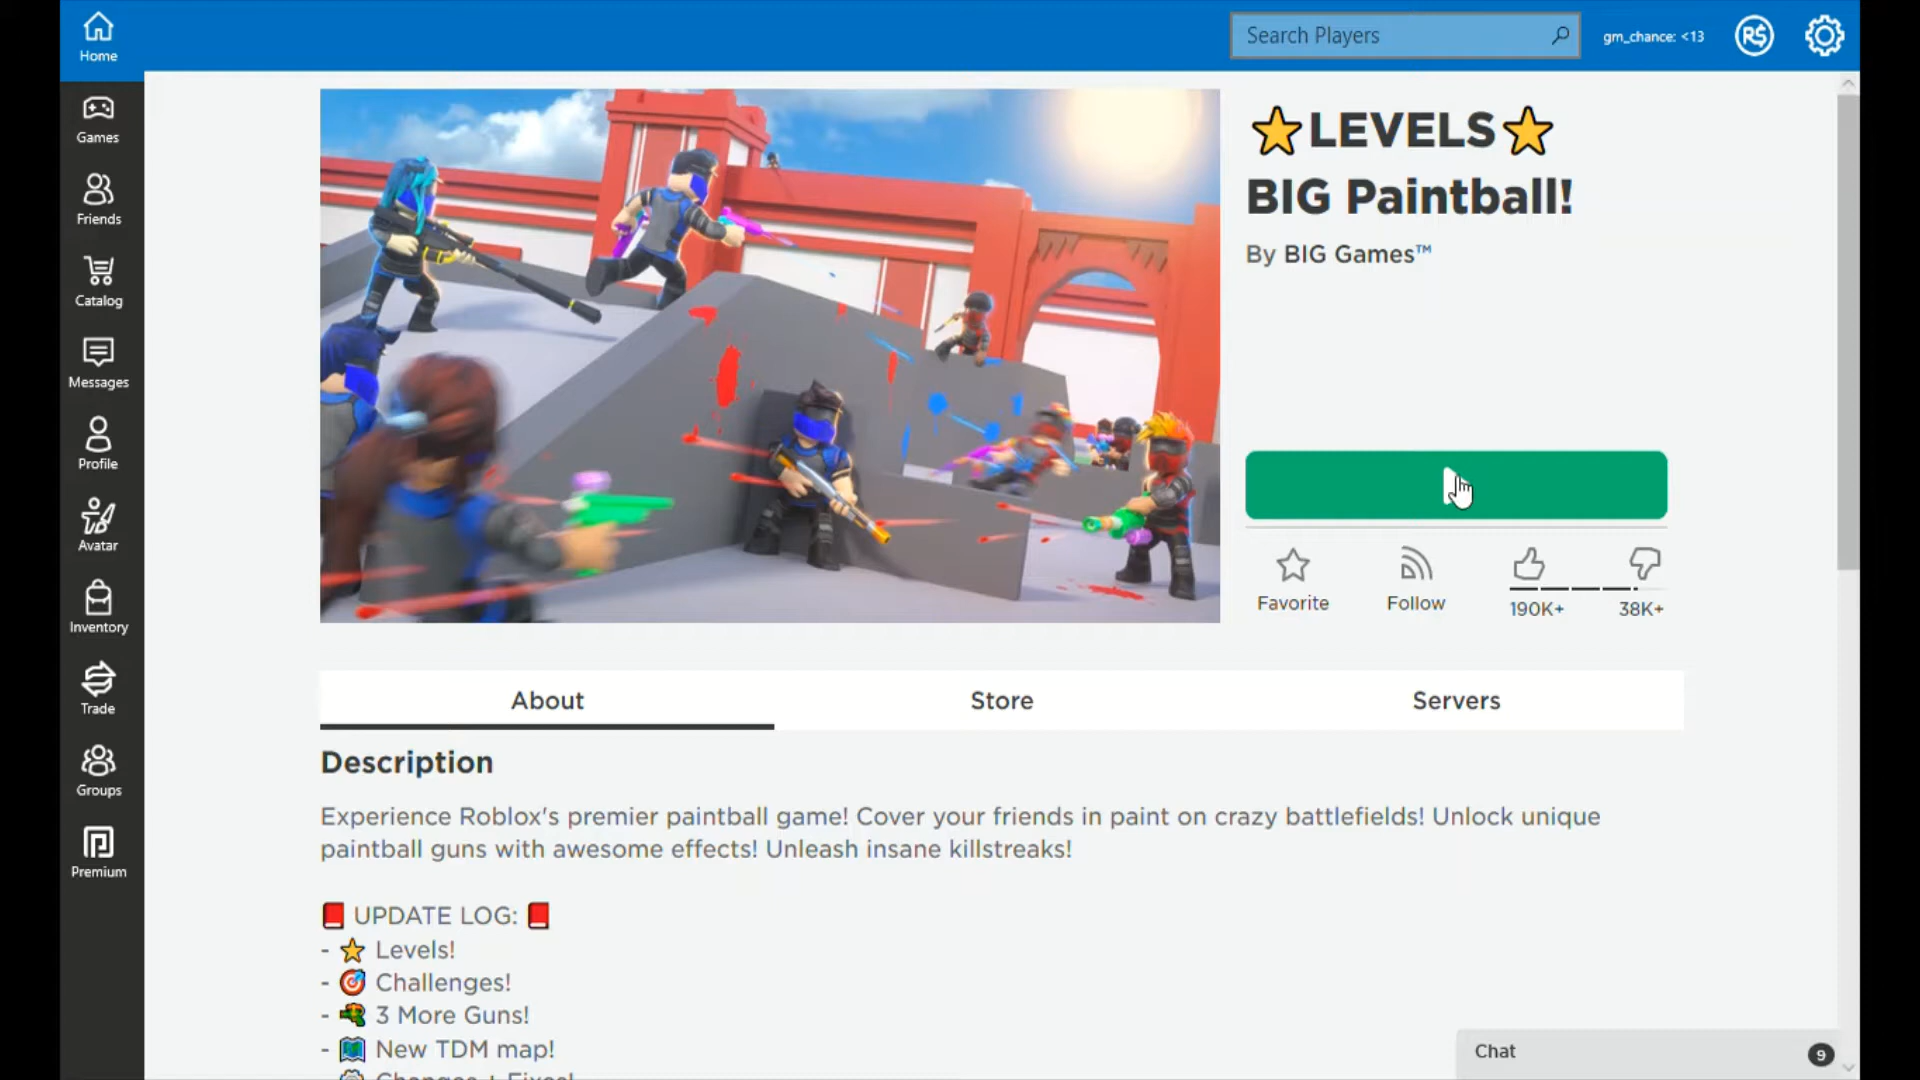 Home
Search Players
gm_chance: <13
R$
Games
Friends
Catalog
Messages
Profile
Avatar
Inventory
Trade
Groups
Premium
⭐LEVELS⭐
BIG Paintball!
By BIG Games™
Favorite
Follow
190K+
38K+
About
Store
Servers
Description
Experience Roblox's premier paintball game! Cover your friends in paint on crazy battlefields! Unlock unique
paintball guns with awesome effects! Unleash insane killstreaks!
📕 UPDATE LOG: 📕
- ⭐ Levels!
- 🎯 Challenges!
- 🔫 3 More Guns!
- 🗺️ New TDM map!
- ⚙️ Changes + Fixes!
Chat
9